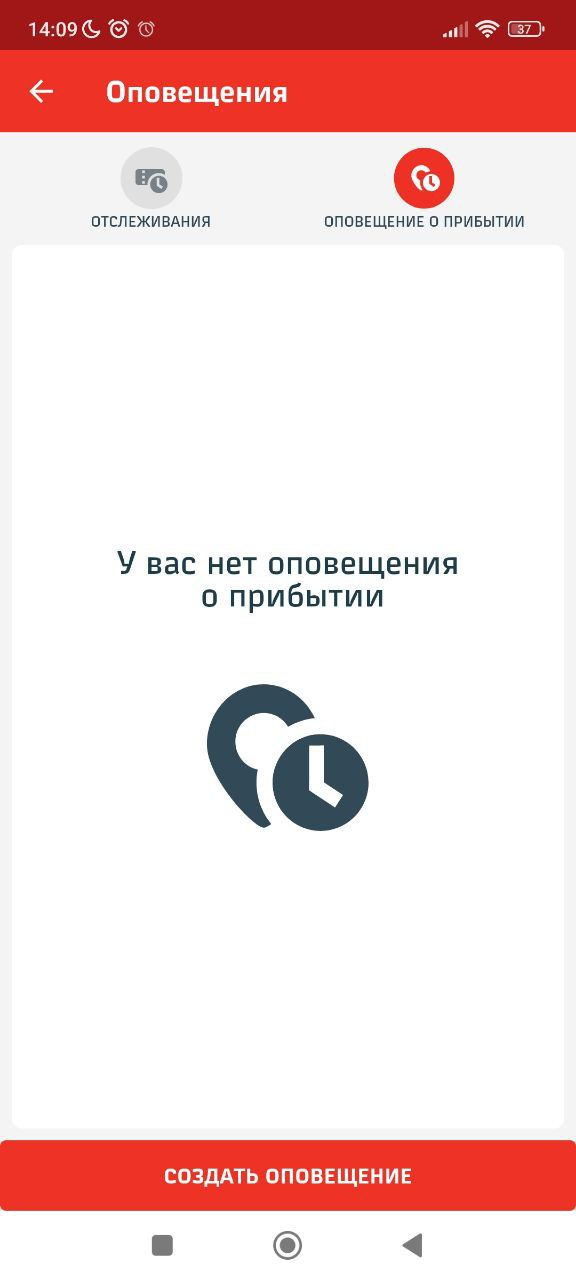 14:09
37
Оповещения
ОТСЛЕЖИВАНИЯ
ОПОВЕЩЕНИЕ О ПРИБЫТИИ
У вас нет оповещения
о прибытии
СОЗДАТЬ ОПОВЕЩЕНИЕ